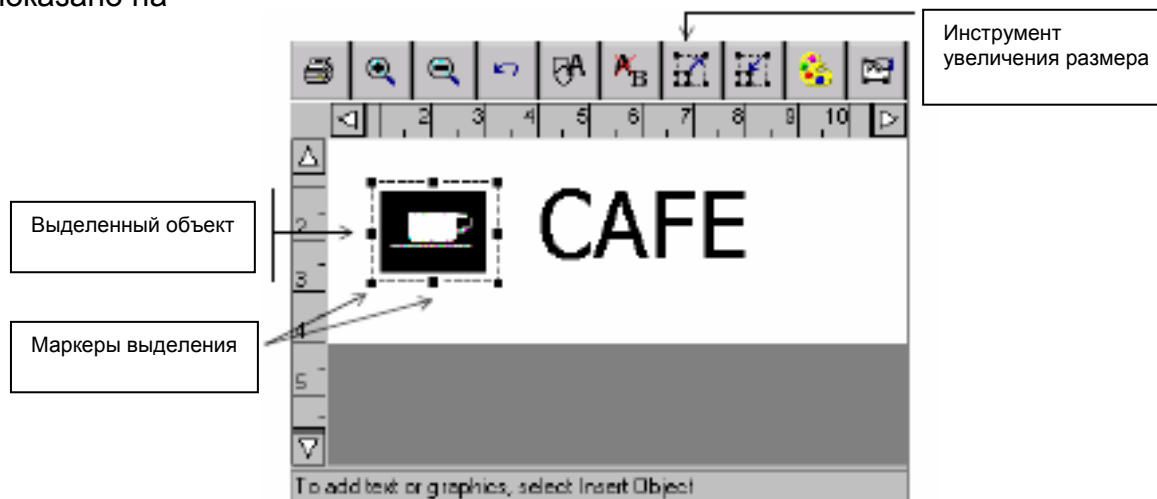 показано на
Инструмент
увеличения размера
A
A B
2 3 4 5 6 7 8 9 10
Выделенный объект
CAFE
2
3
Маркеры выделения
4
5
To add text or graphics, select Insert Object